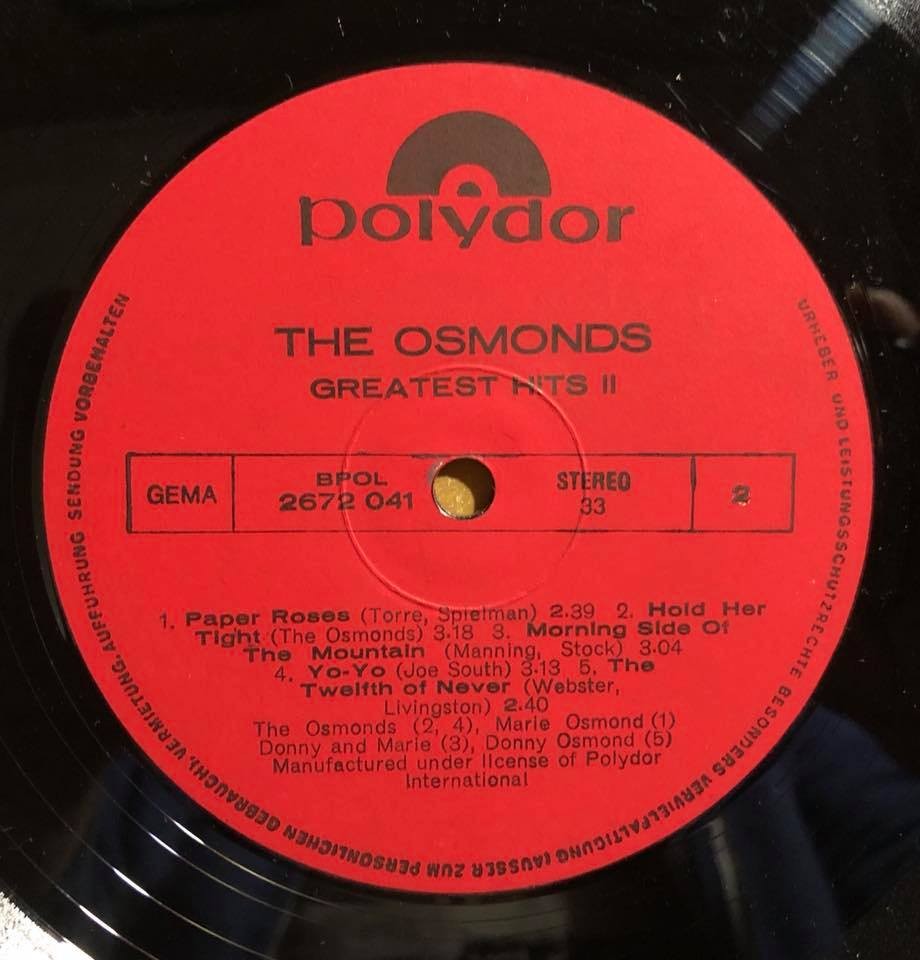 polydor
THE OSMONDS
GREATEST HITS II
GEMA
BPOL
2672 041
STEREO
33
2
1. Paper Roses (Torre, Spielman) 2.39 2. Hold Her
Tight (The Osmonds) 3.18 3. Morning Side Of
The Mountain (Manning, Stock) 3.04
4. Yo-Yo (Joe South) 3.13 5. The
Twelfth of Never (Webster,
Livingston) 2.40
The Osmonds (2, 4), Marie Osmond (1)
Donny and Marie (3), Donny Osmond (5)
Manufactured under license of Polydor
International
URHEBER UND LEISTUNGSSCHUTZRECHTE BESONDERS VERVIELFALTIGUNG (AUSSER ZUM PERSONLICHEN GEBRAUCH), VERMIETUNG, AUFFUHRUNG SENDUNG VORBEHALTEN